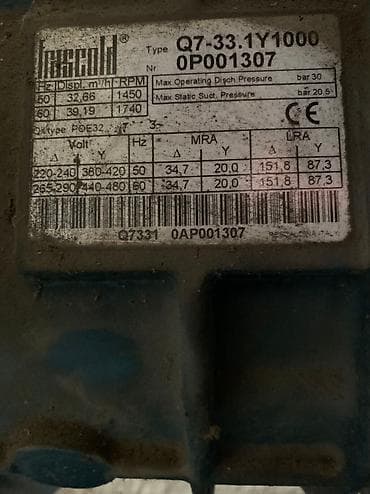 Frascold®
Type Q7-33.1Y1000
Nr 0P001307
Hz Displ. m³/h RPM
50 32,66 1450
60 39,19 1740
Max Operating Disch Pressure bar 30
Max Static Suct. Pressure bar 20.5
CE
POE32
Volt Hz MRA LRA
Δ Y Δ Y Δ Y
220-240 380-420 50 34,7 20,0 151,8 87,3
265-290 440-480 60 34,7 20,0 151,8 87,3
Q7331 0AP001307